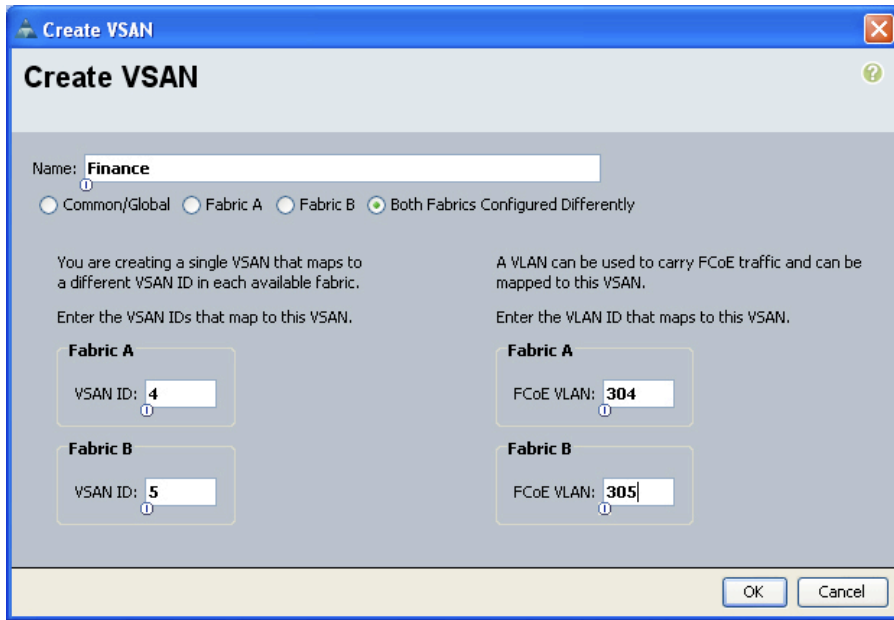 Create VSAN
Create VSAN
Name: Finance
Common/Global Fabric A Fabric B Both Fabrics Configured Differently
You are creating a single VSAN that maps to
a different VSAN ID in each available fabric.
Enter the VSAN IDs that map to this VSAN.
Fabric A
VSAN ID: 4
Fabric B
VSAN ID: 5
A VLAN can be used to carry FCoE traffic and can be
mapped to this VSAN.
Enter the VLAN ID that maps to this VSAN.
Fabric A
FCoE VLAN: 304
Fabric B
FCoE VLAN: 305
OK Cancel